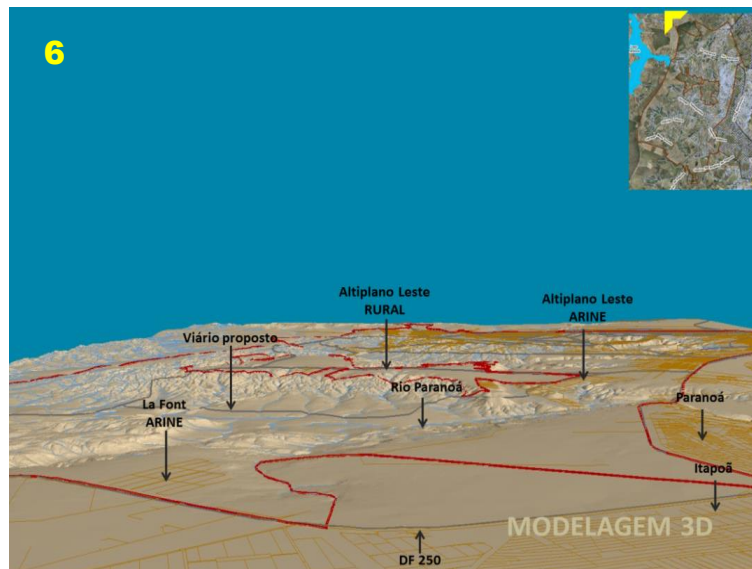 6
Altiplano Leste
RURAL
Altiplano Leste
ARINE
Viário proposto
Rio Paranoá
La Font
ARINE
Paranoá
Itapoã
MODELAGEM 3D
DF 250